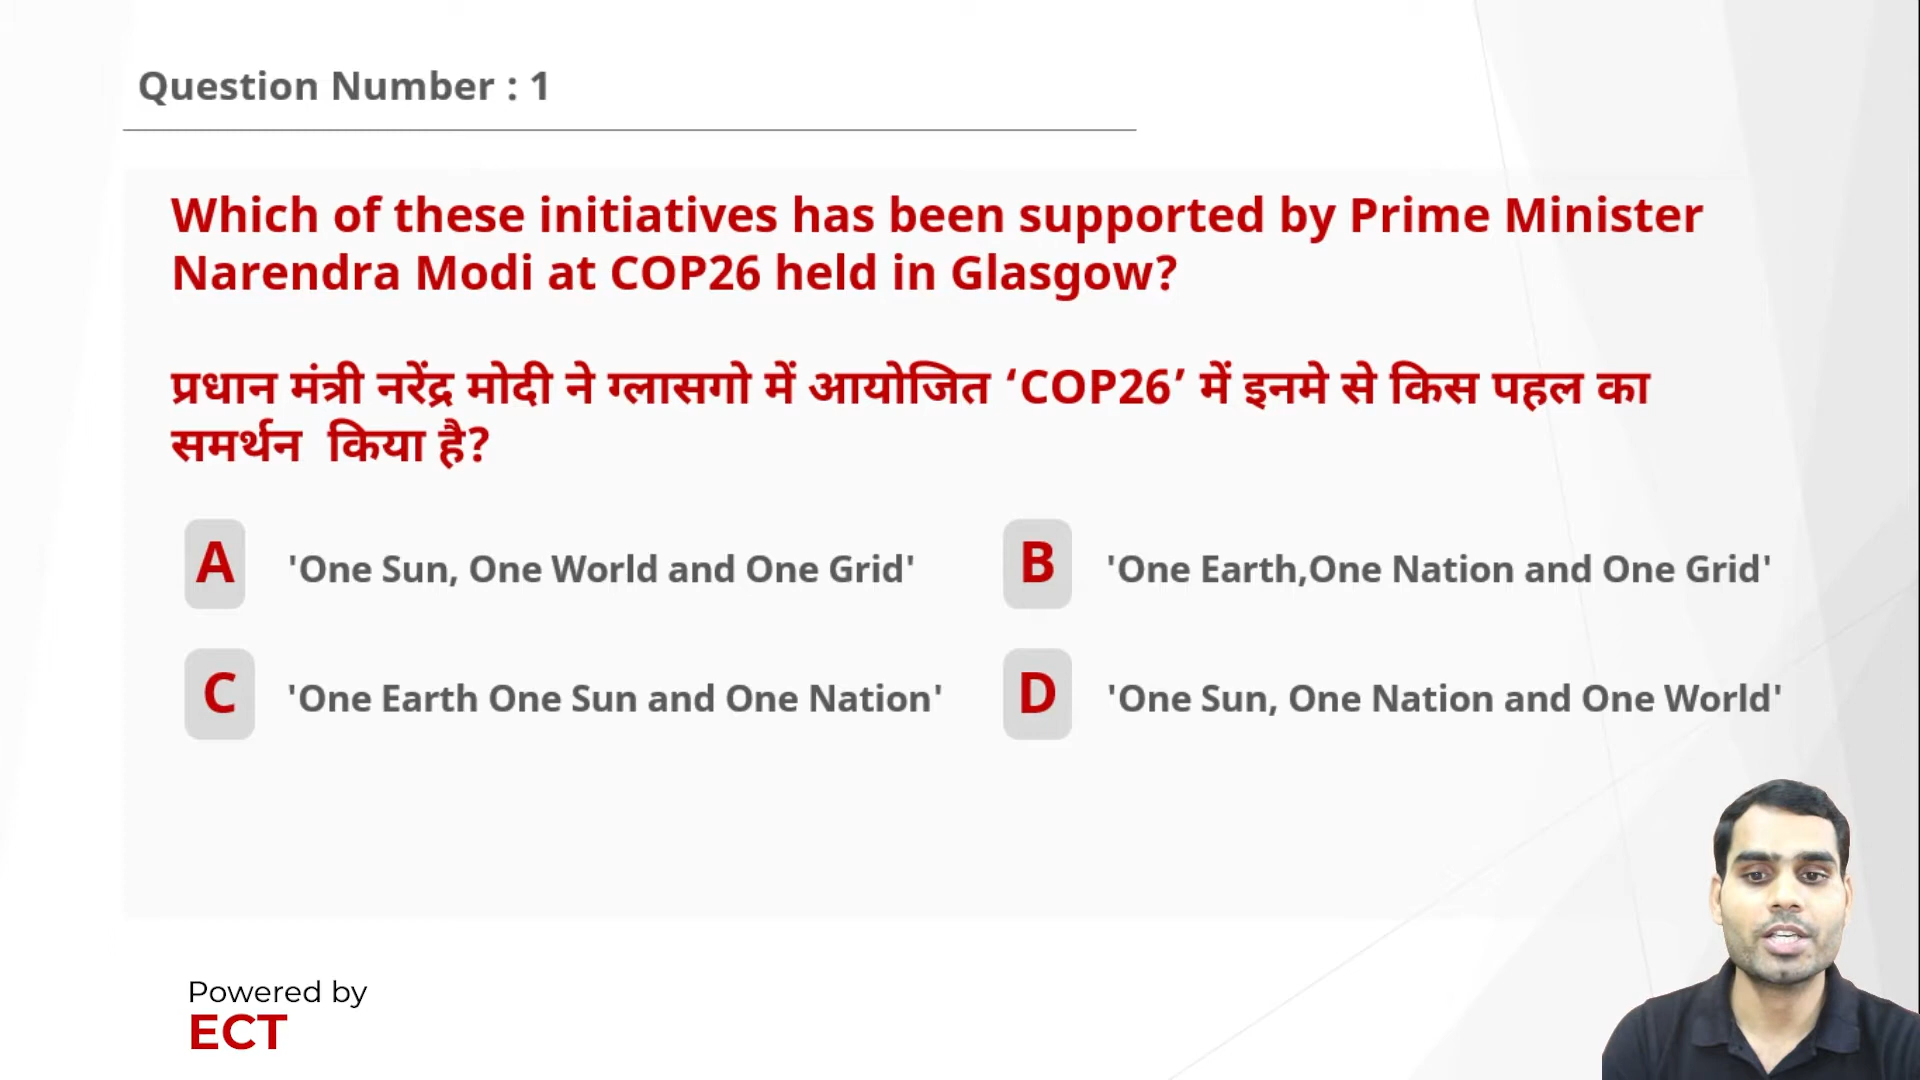 Question Number : 1
Which of these initiatives has been supported by Prime Minister
Narendra Modi at COP26 held in Glasgow?
प्रधान मंत्री नरेंद्र मोदी ने ग्लासगो में आयोजित ‘COP26’ में इनमे से किस पहल का
समर्थन किया है?
A 'One Sun, One World and One Grid'
B 'One Earth,One Nation and One Grid'
C 'One Earth One Sun and One Nation'
D 'One Sun, One Nation and One World'
Powered by
ECT